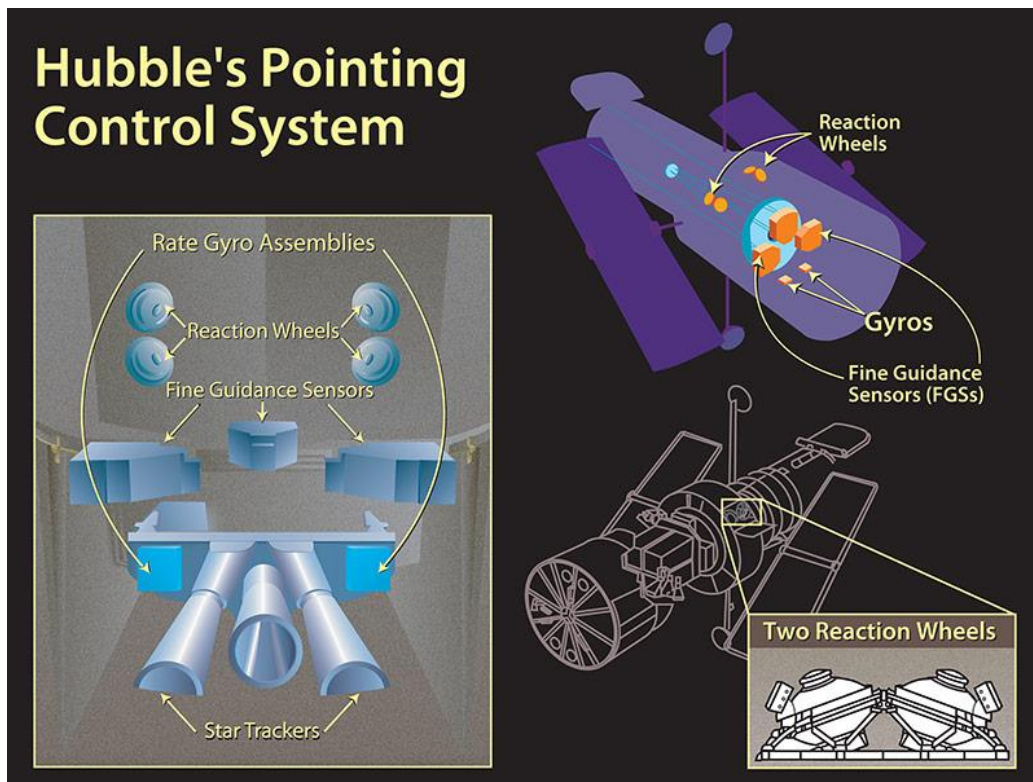 Hubble's Pointing
Control System
Rate Gyro Assemblies
Reaction Wheels
Fine Guidance Sensors
Star Trackers
Reaction
Wheels
Gyros
Fine Guidance
Sensors (FGSs)
Two Reaction Wheels